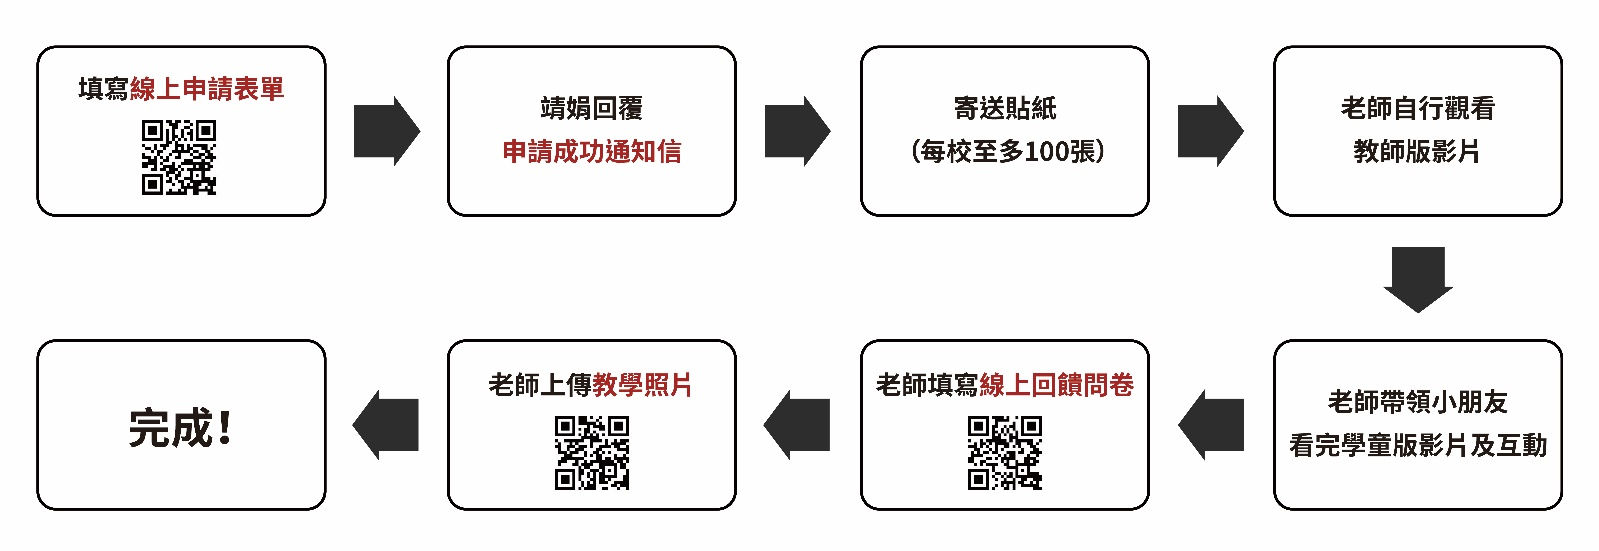 填寫線上申請表單
靖娟回覆
申請成功通知信
寄送貼紙
（每校至多100張）
老師自行觀看
教師版影片
老師帶領小朋友
看完學童版影片及互動
老師填寫線上回饋問卷
老師上傳教學照片
完成！